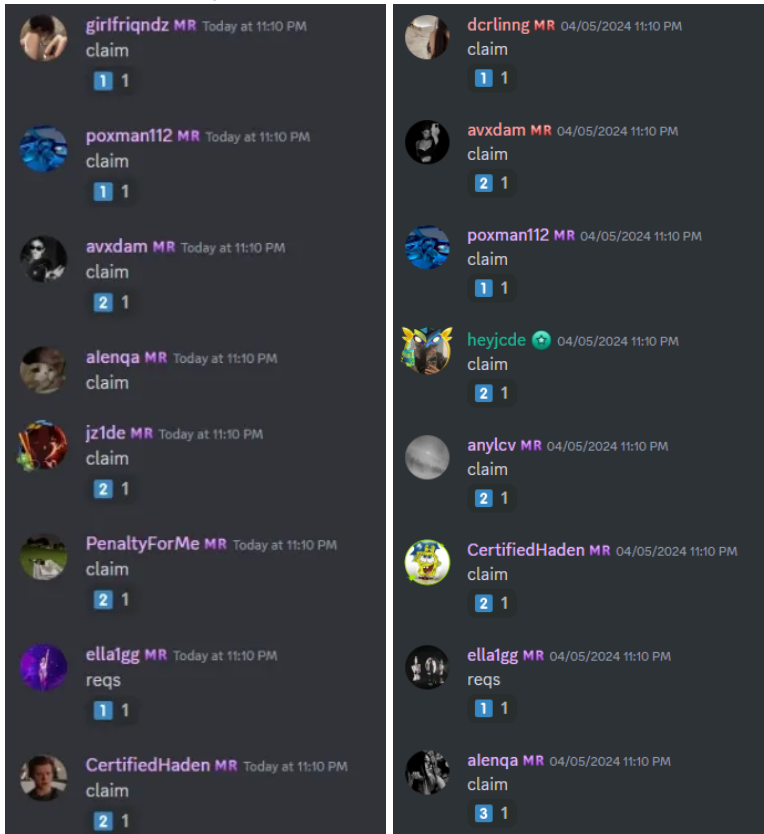 girlfriqndz MR Today at 11:10 PM
claim
1 1
poxman112 MR Today at 11:10 PM
claim
1 1
avxdam MR Today at 11:10 PM
claim
2 1
alenqa MR Today at 11:10 PM
claim
jz1de MR Today at 11:10 PM
claim
2 1
PenaltyForMe MR Today at 11:10 PM
claim
2 1
ella1gg MR Today at 11:10 PM
reqs
1 1
CertifiedHaden MR Today at 11:10 PM
claim
2 1
dcrlinng MR 04/05/2024 11:10 PM
claim
1 1
avxdam MR 04/05/2024 11:10 PM
claim
2 1
poxman112 MR 04/05/2024 11:10 PM
claim
1 1
heyjcde 04/05/2024 11:10 PM
claim
2 1
anylcv MR 04/05/2024 11:10 PM
claim
2 1
CertifiedHaden MR 04/05/2024 11:10 PM
claim
2 1
ella1gg MR 04/05/2024 11:10 PM
reqs
1 1
alenqa MR 04/05/2024 11:10 PM
claim
3 1